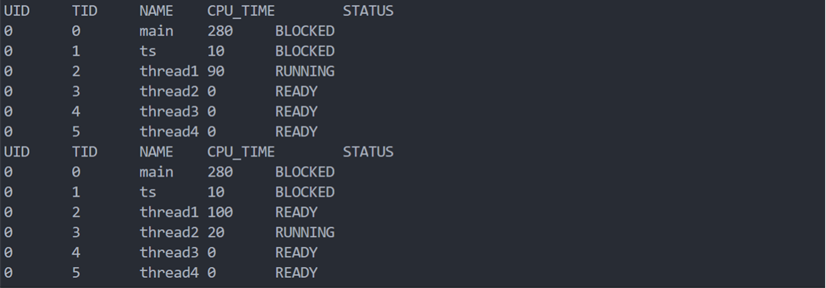 UID TID NAME CPU_TIME STATUS
0 0 main 280 BLOCKED
0 1 ts 10 BLOCKED
0 2 thread1 90 RUNNING
0 3 thread2 0 READY
0 4 thread3 0 READY
0 5 thread4 0 READY
UID TID NAME CPU_TIME STATUS
0 0 main 280 BLOCKED
0 1 ts 10 BLOCKED
0 2 thread1 100 READY
0 3 thread2 20 RUNNING
0 4 thread3 0 READY
0 5 thread4 0 READY